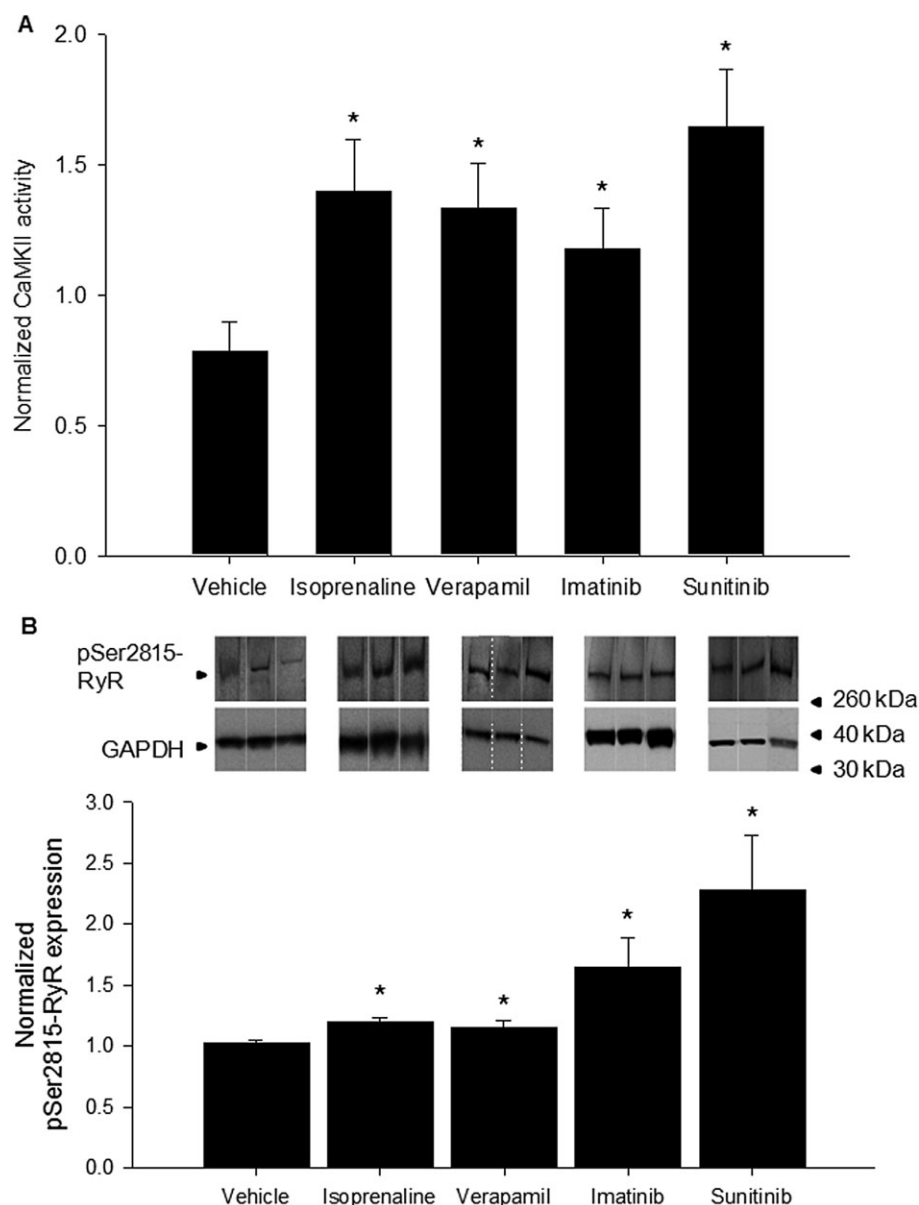 A
2.0
1.5
1.0
0.5
0.0
Normalized CaMKII activity
* * * *
Vehicle Isoprenaline Verapamil Imatinib Sunitinib
B
pSer2815-
RyR
GAPDH
260 kDa
40 kDa
30 kDa
3.0
2.5
2.0
1.5
1.0
0.5
0.0
Normalized
pSer2815-RyR expression
* * * *
Vehicle Isoprenaline Verapamil Imatinib Sunitinib